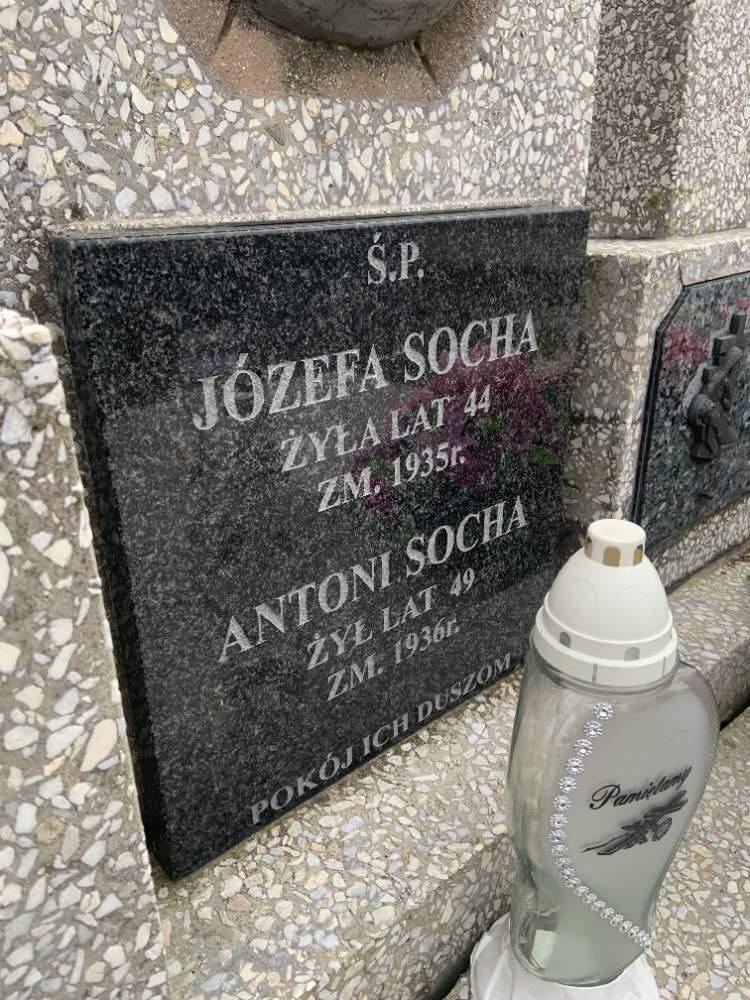 Ś.P.
JÓZEFA SOCHA
ŻYŁA LAT 44
ZM. 1935r.
ANTONI SOCHA
ŻYŁ LAT 49
ZM. 1936r.
POKÓJ ICH DUSZOM
Pamiętamy